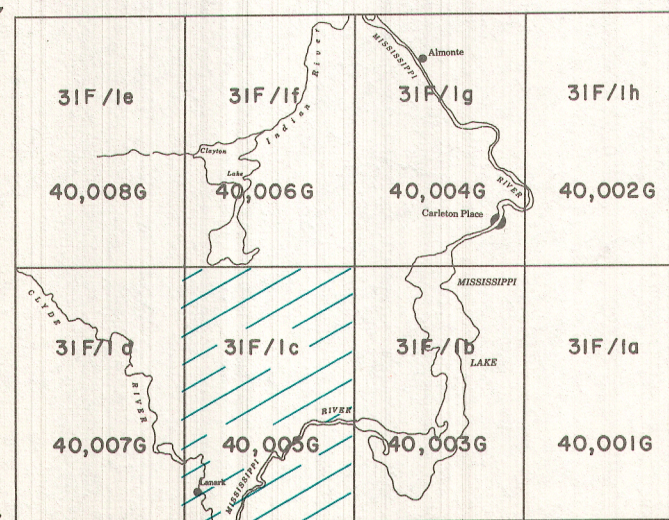 31F/1e
31F/1f
31F/1g
31F/1h
Indian River
MISSISSIPPI
Almonte
Clayton
Lake
40,008G
40,006G
40,004G
40,002G
RIVER
Carleton Place
CLYDE
RIVER
MISSISSIPPI
LAKE
31F/1d
31F/1c
31F/1b
31F/1a
RIVER
40,007G
40,005G
40,003G
40,001G
Lanark
MISSISSIPPI